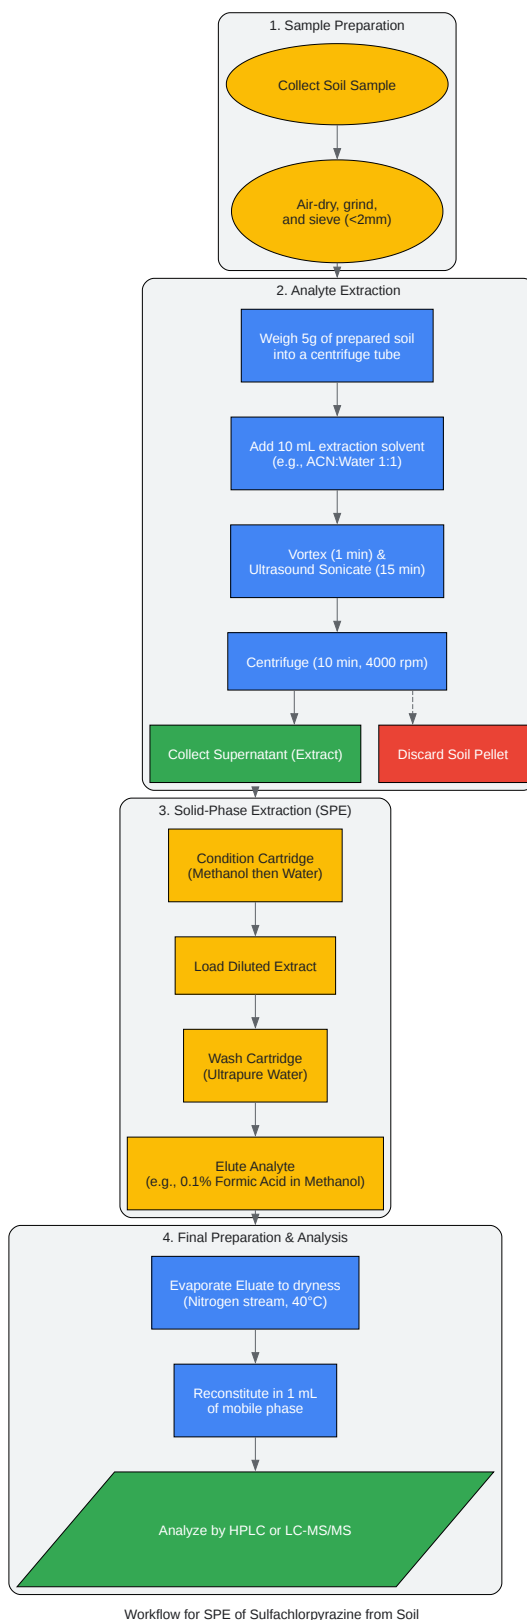 1. Sample Preparation
Collect Soil Sample
Air-dry, grind,
and sieve (<2mm)
2. Analyte Extraction
Weigh 5g of prepared soil
into a centrifuge tube
Add 10 mL extraction solvent
(e.g., ACN:Water 1:1)
Vortex (1 min) &
Ultrasound Sonicate (15 min)
Centrifuge (10 min, 4000 rpm)
Collect Supernatant (Extract)
Discard Soil Pellet
3. Solid-Phase Extraction (SPE)
Condition Cartridge
(Methanol then Water)
Load Diluted Extract
Wash Cartridge
(Ultrapure Water)
Elute Analyte
(e.g., 0.1% Formic Acid in Methanol)
4. Final Preparation & Analysis
Evaporate Eluate to dryness
(Nitrogen stream, 40°C)
Reconstitute in 1 mL
of mobile phase
Analyze by HPLC or LC-MS/MS
Workflow for SPE of Sulfachlorpyrazine from Soil